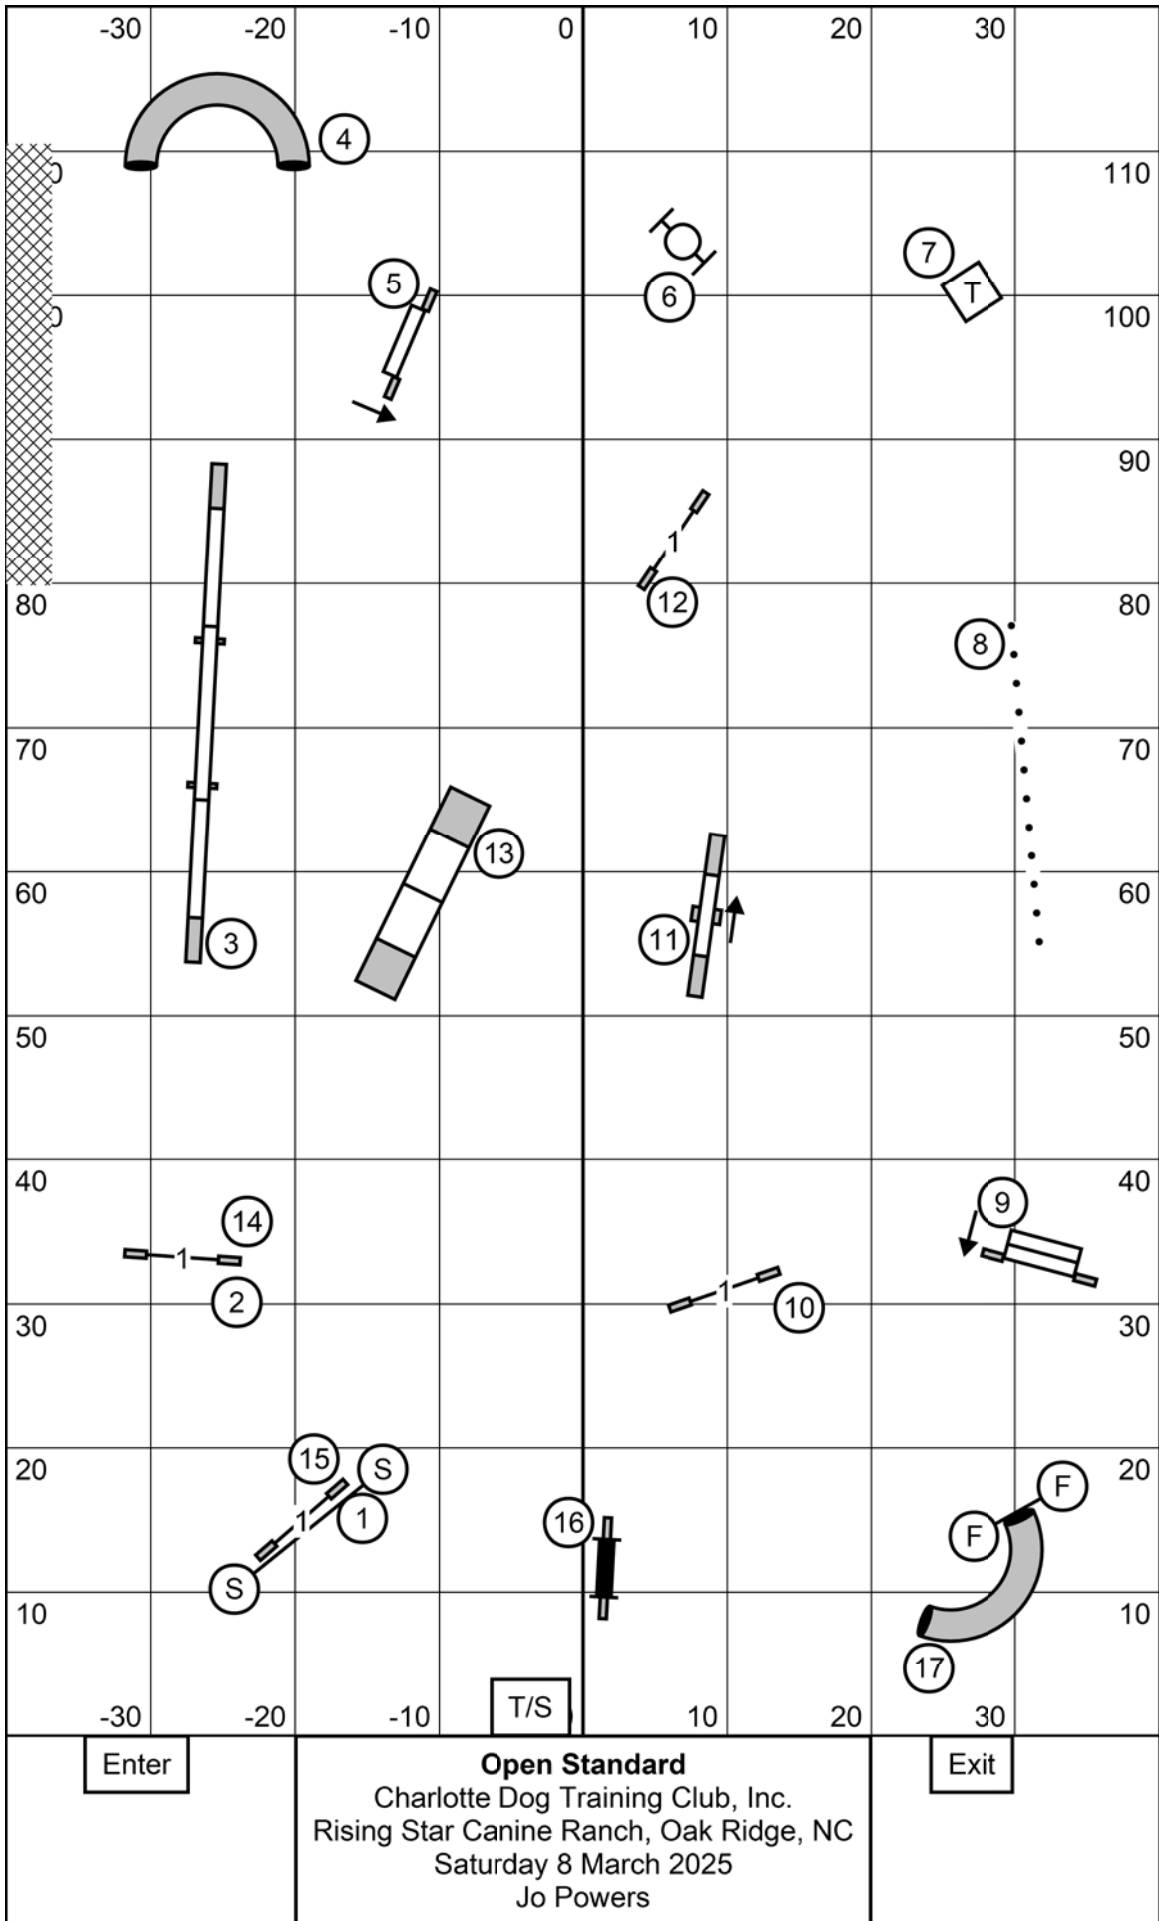 -30 -20 -10 0 10 20 30
4
0 110
7
5
6
0 100
T
90
1
80 12 80
8
70 70
13
60 60
11
3
50 50
40 40
9
14
1
2 1 10
30 30
20 15 S 20
F
1 1
16 F
S
10 10
17
-30 -20 -10 T/S 10 20 30
Enter Open Standard Exit
Charlotte Dog Training Club, Inc.
Rising Star Canine Ranch, Oak Ridge, NC
Saturday 8 March 2025
Jo Powers